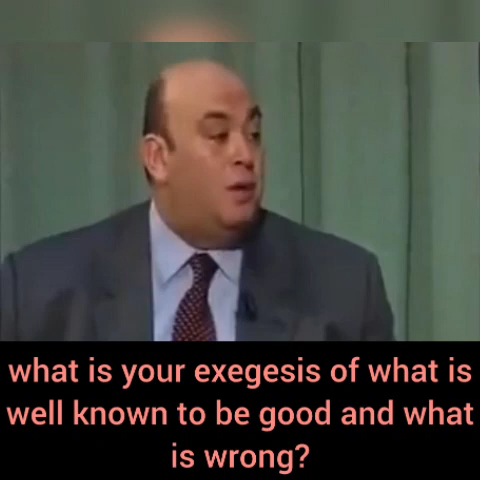 what is your exegesis of what is
well known to be good and what
is wrong?